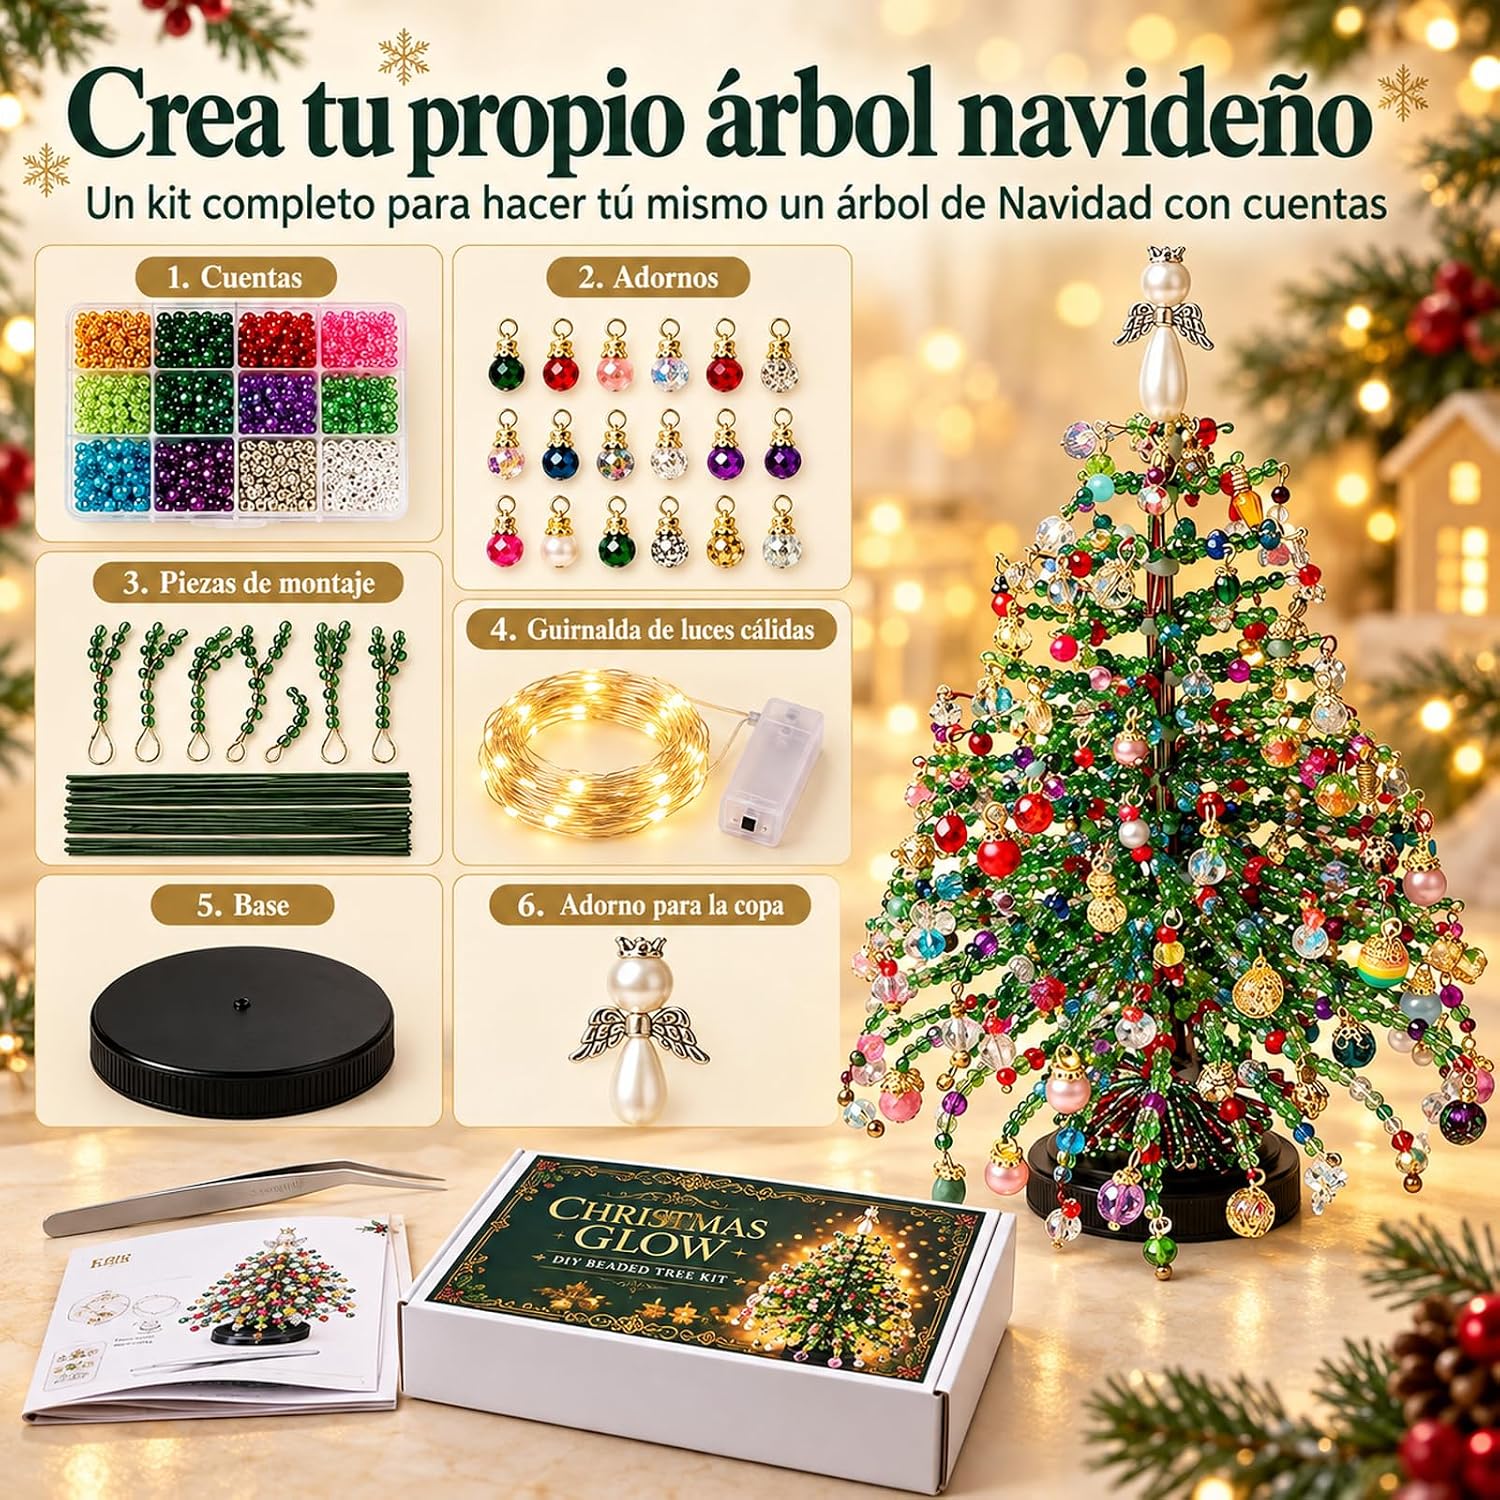 Crea tu propio árbol navideño
Un kit completo para hacer tú mismo un árbol de Navidad con cuentas
1. Cuentas
2. Adornos
3. Piezas de montaje
4. Guirnalda de luces cálidas
5. Base
6. Adorno para la copa
CHRISTMAS
GLOW
DIY BEADED TREE KIT